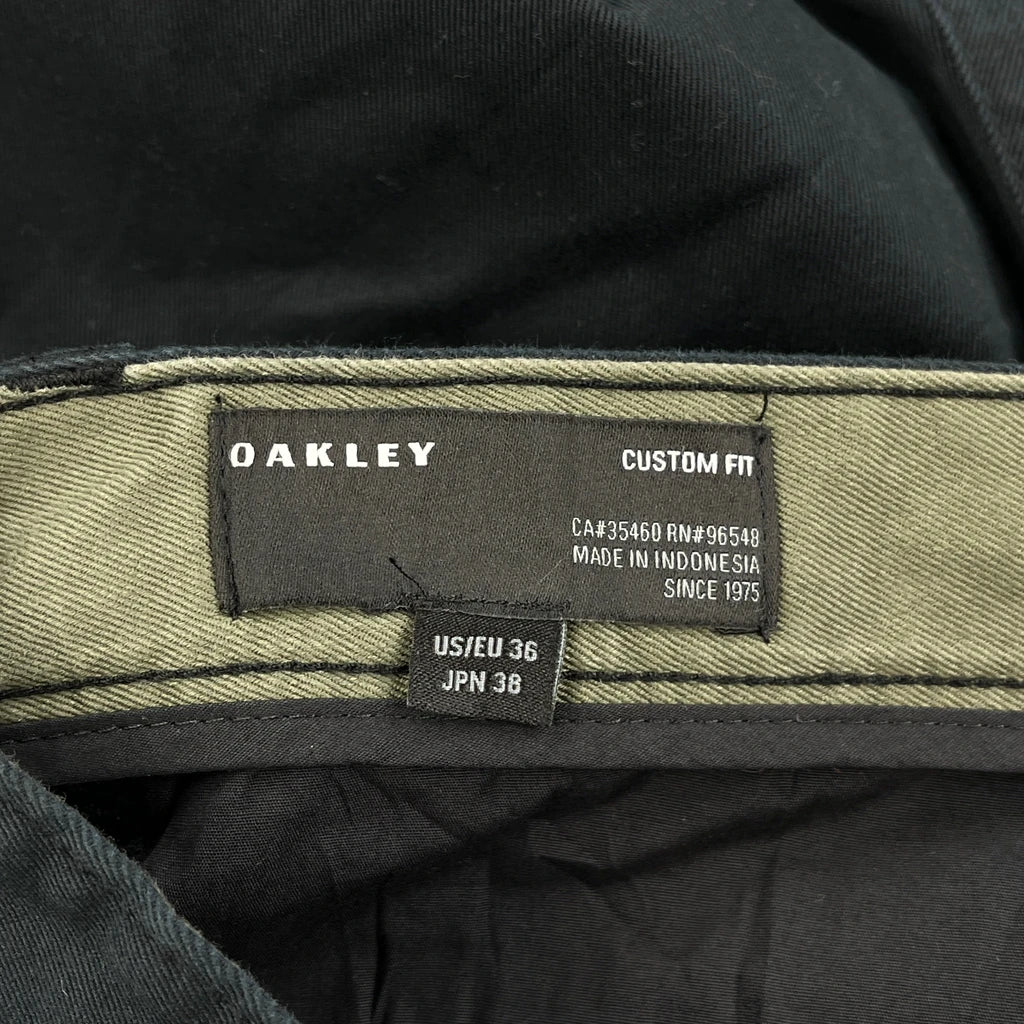 OAKLEY
CUSTOM FIT
CA#35460 RN#96548
MADE IN INDONESIA
SINCE 1975
US/EU 36
JPN 38